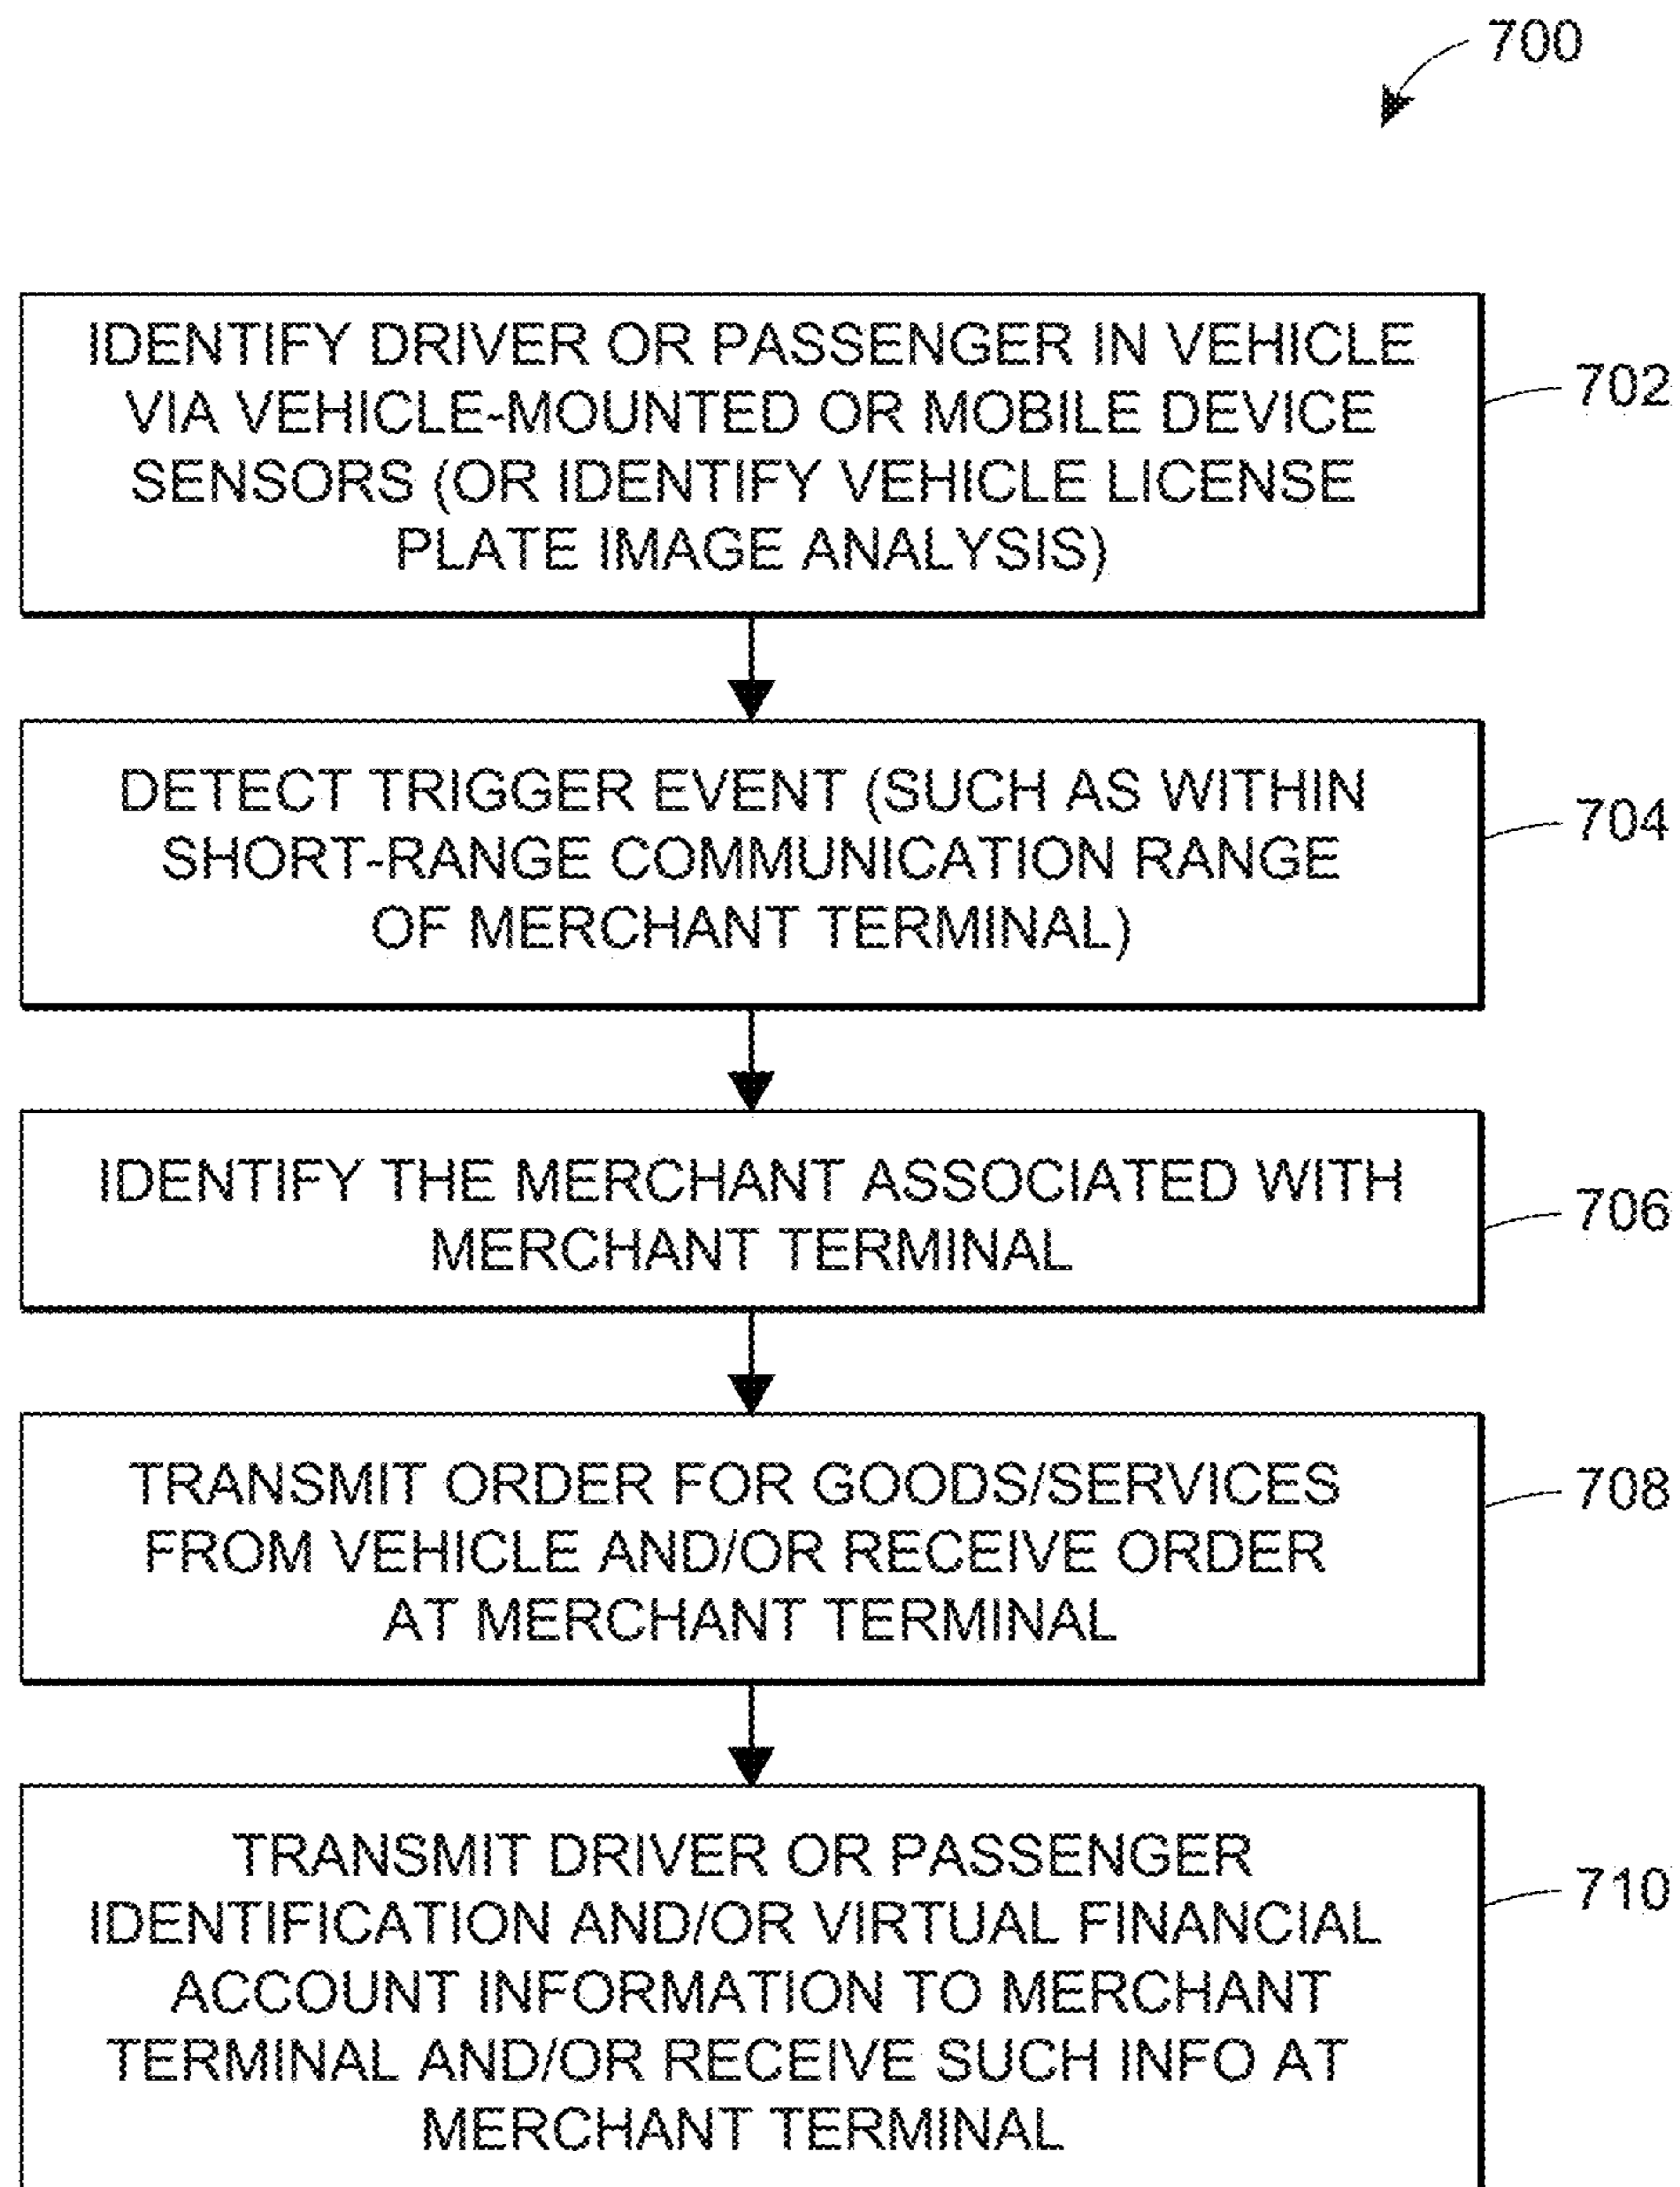 700
IDENTIFY DRIVER OR PASSENGER IN VEHICLE
VIA VEHICLE-MOUNTED OR MOBILE DEVICE
SENSORS (OR IDENTIFY VEHICLE LICENSE
PLATE IMAGE ANALYSIS)
702
DETECT TRIGGER EVENT (SUCH AS WITHIN
SHORT-RANGE COMMUNICATION RANGE
OF MERCHANT TERMINAL)
704
IDENTIFY THE MERCHANT ASSOCIATED WITH
MERCHANT TERMINAL
706
TRANSMIT ORDER FOR GOODS/SERVICES
FROM VEHICLE AND/OR RECEIVE ORDER
AT MERCHANT TERMINAL
708
TRANSMIT DRIVER OR PASSENGER
IDENTIFICATION AND/OR VIRTUAL FINANCIAL
ACCOUNT INFORMATION TO MERCHANT
TERMINAL AND/OR RECEIVE SUCH INFO AT
MERCHANT TERMINAL
710